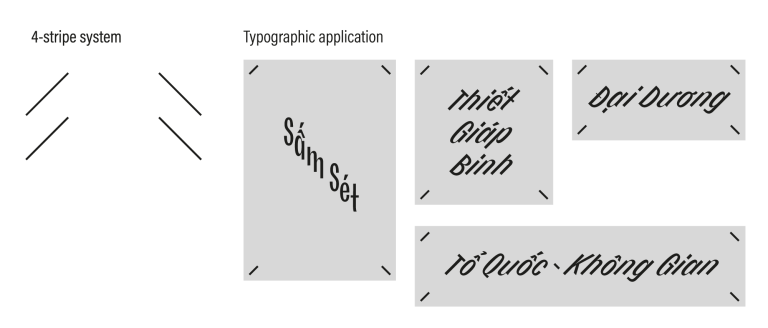 4-stripe system
Typographic application
Sấm Sét
Thiết
Giáp
Binh
Đại Dương
Tổ Quốc - Không Gian